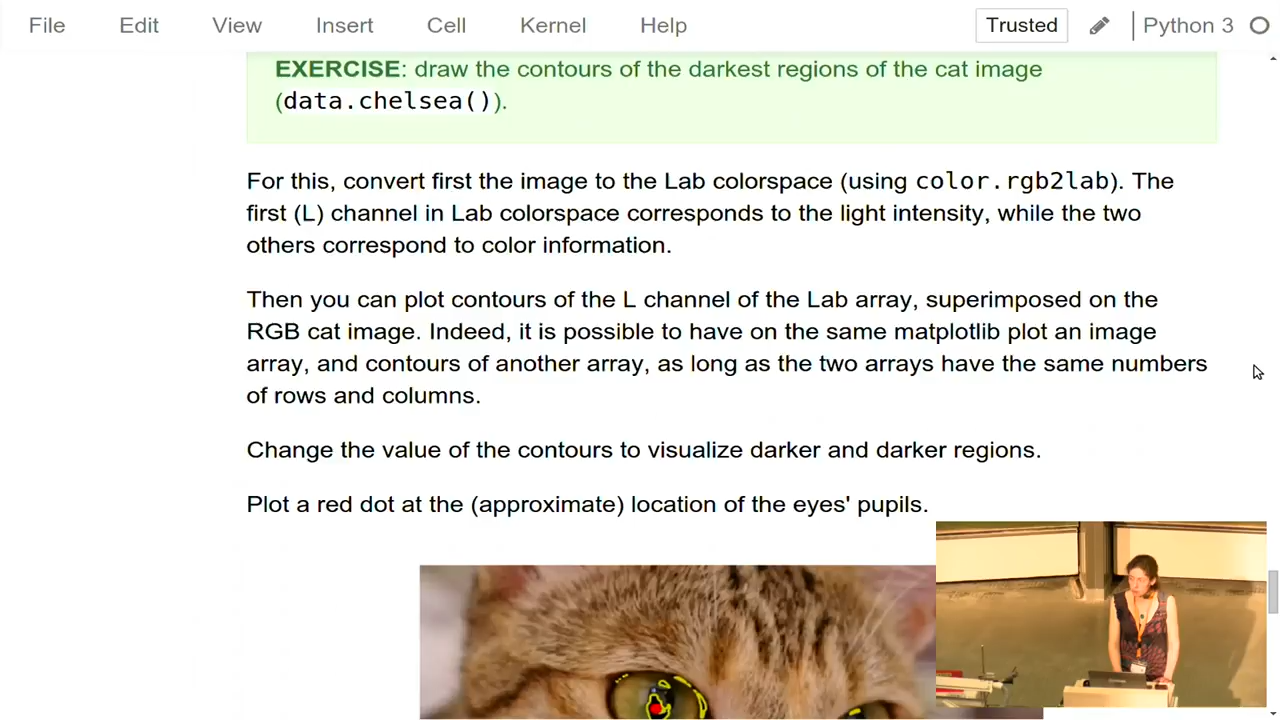 File Edit View Insert Cell Kernel Help Trusted Python 3
EXERCISE: draw the contours of the darkest regions of the cat image
(data.chelsea()).
For this, convert first the image to the Lab colorspace (using color.rgb2lab). The
first (L) channel in Lab colorspace corresponds to the light intensity, while the two
others correspond to color information.
Then you can plot contours of the L channel of the Lab array, superimposed on the
RGB cat image. Indeed, it is possible to have on the same matplotlib plot an image
array, and contours of another array, as long as the two arrays have the same numbers
of rows and columns.
Change the value of the contours to visualize darker and darker regions.
Plot a red dot at the (approximate) location of the eyes' pupils.